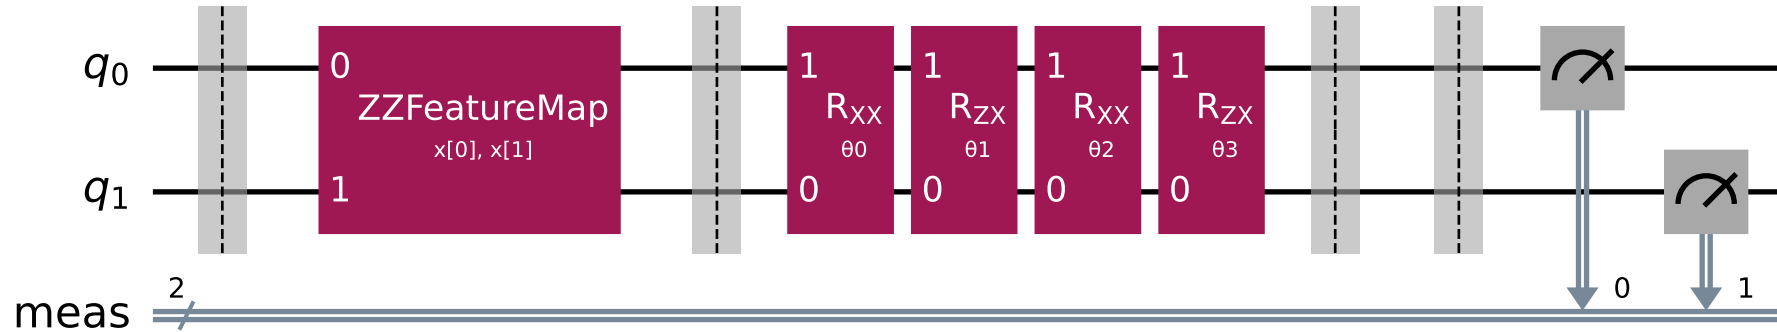 q0
0 ZZFeatureMap x[0], x[1] 1
1 RXX θ0 0
1 RZX θ1 0
1 RXX θ2 0
1 RZX θ3 0
q1
meas 2 0 1